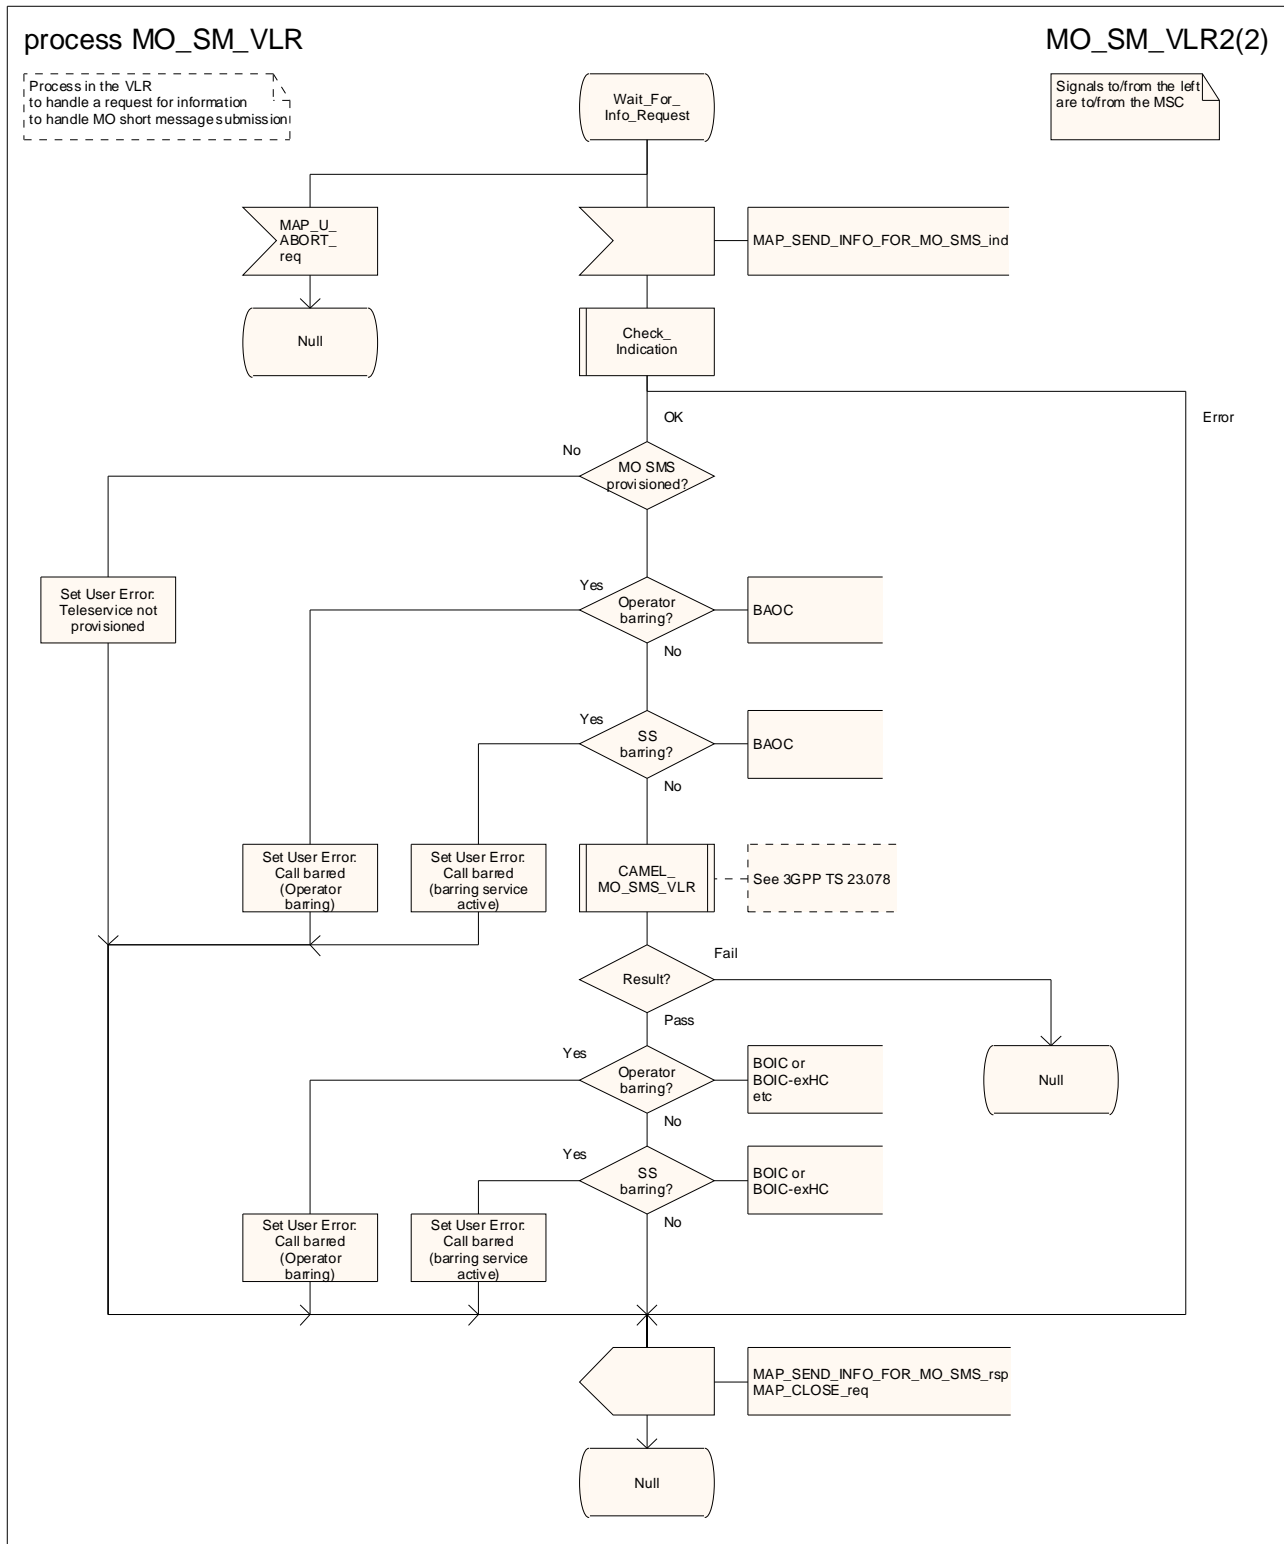 process MO_SM_VLR
MO_SM_VLR2(2)
Process in the VLR
to handle a request for information
to handle MO short message submission
Wait_For_
Info_Request
Signals to/from the left
are to/from the MSC
MAP_U_
ABORT_
req
MAP_SEND_INFO_FOR_MO_SMS_ind
Null
Check_
Indication
OK
Error
No
MO SMS
provisioned?
Set User Error:
Teleservice not
provisioned
Yes
Operator
barring?
BAOC
No
Yes
SS
barring?
BAOC
No
Set User Error:
Call barred
(Operator
barring)
Set User Error:
Call barred
(barring service
active)
CAMEL_
MO_SMS_VLR
See 3GPP TS 23.078
Result?
Fail
Pass
Null
Yes
Operator
barring?
BOIC or
BOIC-exHC
etc
No
Yes
SS
barring?
BOIC or
BOIC-exHC
No
Set User Error:
Call barred
(Operator
barring)
Set User Error:
Call barred
(barring service
active)
MAP_SEND_INFO_FOR_MO_SMS_rsp
MAP_CLOSE_req
Null